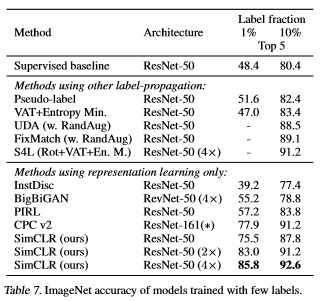 Label fraction
Method Architecture 1% 10%
Top 5
Supervised baseline ResNet-50 48.4 80.4
Methods using other label-propagation:
Pseudo-label ResNet-50 51.6 82.4
VAT+Entropy Min. ResNet-50 47.0 83.4
UDA (w. RandAug) ResNet-50 - 88.5
FixMatch (w. RandAug) ResNet-50 - 89.1
S4L (Rot+VAT+En. M.) ResNet-50 (4×) - 91.2
Methods using representation learning only:
InstDisc ResNet-50 39.2 77.4
BigBiGAN RevNet-50 (4×) 55.2 78.8
PIRL ResNet-50 57.2 83.8
CPC v2 ResNet-161(∗) 77.9 91.2
SimCLR (ours) ResNet-50 75.5 87.8
SimCLR (ours) ResNet-50 (2×) 83.0 91.2
SimCLR (ours) ResNet-50 (4×) 85.8 92.6
Table 7. ImageNet accuracy of models trained with few labels.